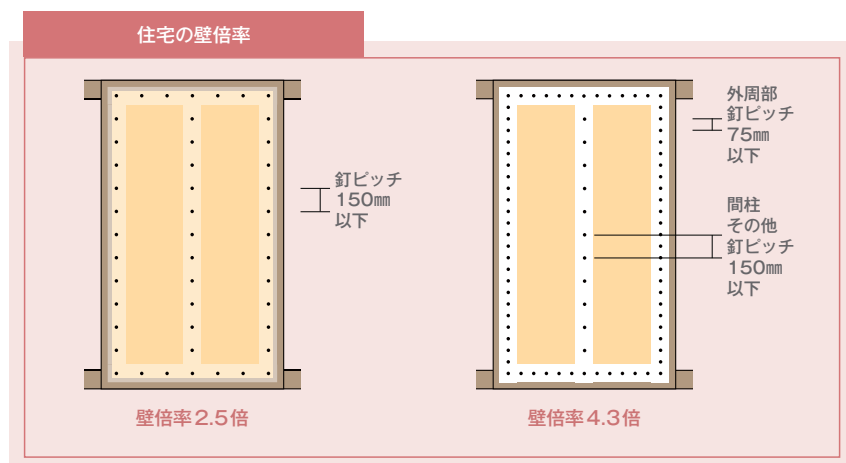 住宅の壁倍率
釘ピッチ
150㎜
以下
壁倍率2.5倍
外周部
釘ピッチ
75㎜
以下
間柱
その他
釘ピッチ
150㎜
以下
壁倍率4.3倍